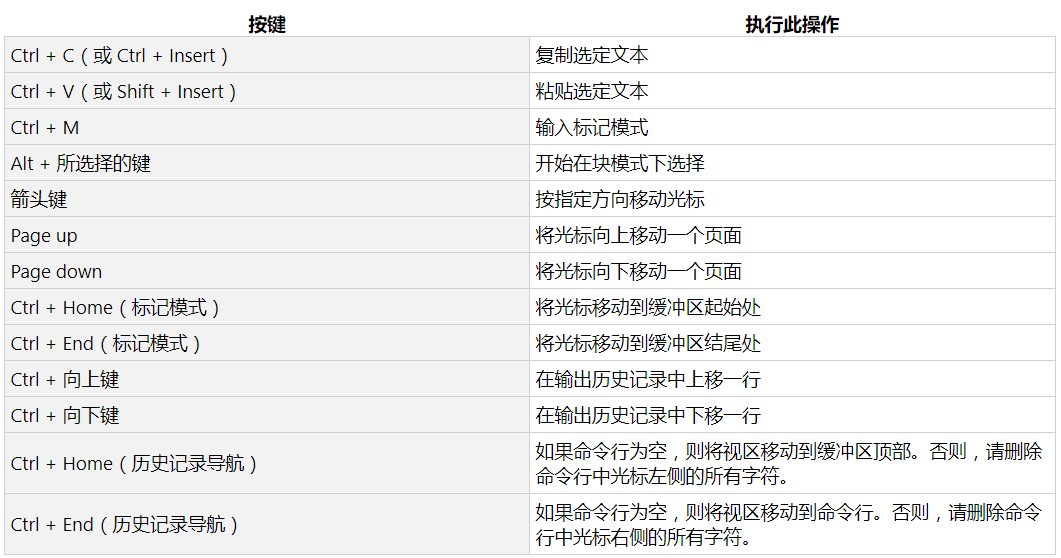 按键 执行此操作
Ctrl + C（或 Ctrl + Insert） 复制选定文本
Ctrl + V（或 Shift + Insert） 粘贴选定文本
Ctrl + M 输入标记模式
Alt + 所选择的键 开始在块模式下选择
箭头键 按指定方向移动光标
Page up 将光标向上移动一个页面
Page down 将光标向下移动一个页面
Ctrl + Home（标记模式） 将光标移动到缓冲区起始处
Ctrl + End（标记模式） 将光标移动到缓冲区结尾处
Ctrl + 向上键 在输出历史记录中上移一行
Ctrl + 向下键 在输出历史记录中下移一行
Ctrl + Home（历史记录导航） 如果命令行为空，则将视区移动到缓冲区顶部。否则，请删除
命令行中光标左侧的所有字符。
Ctrl + End（历史记录导航） 如果命令行为空，则将视区移动到命令行。否则，请删除命令
行中光标右侧的所有字符。